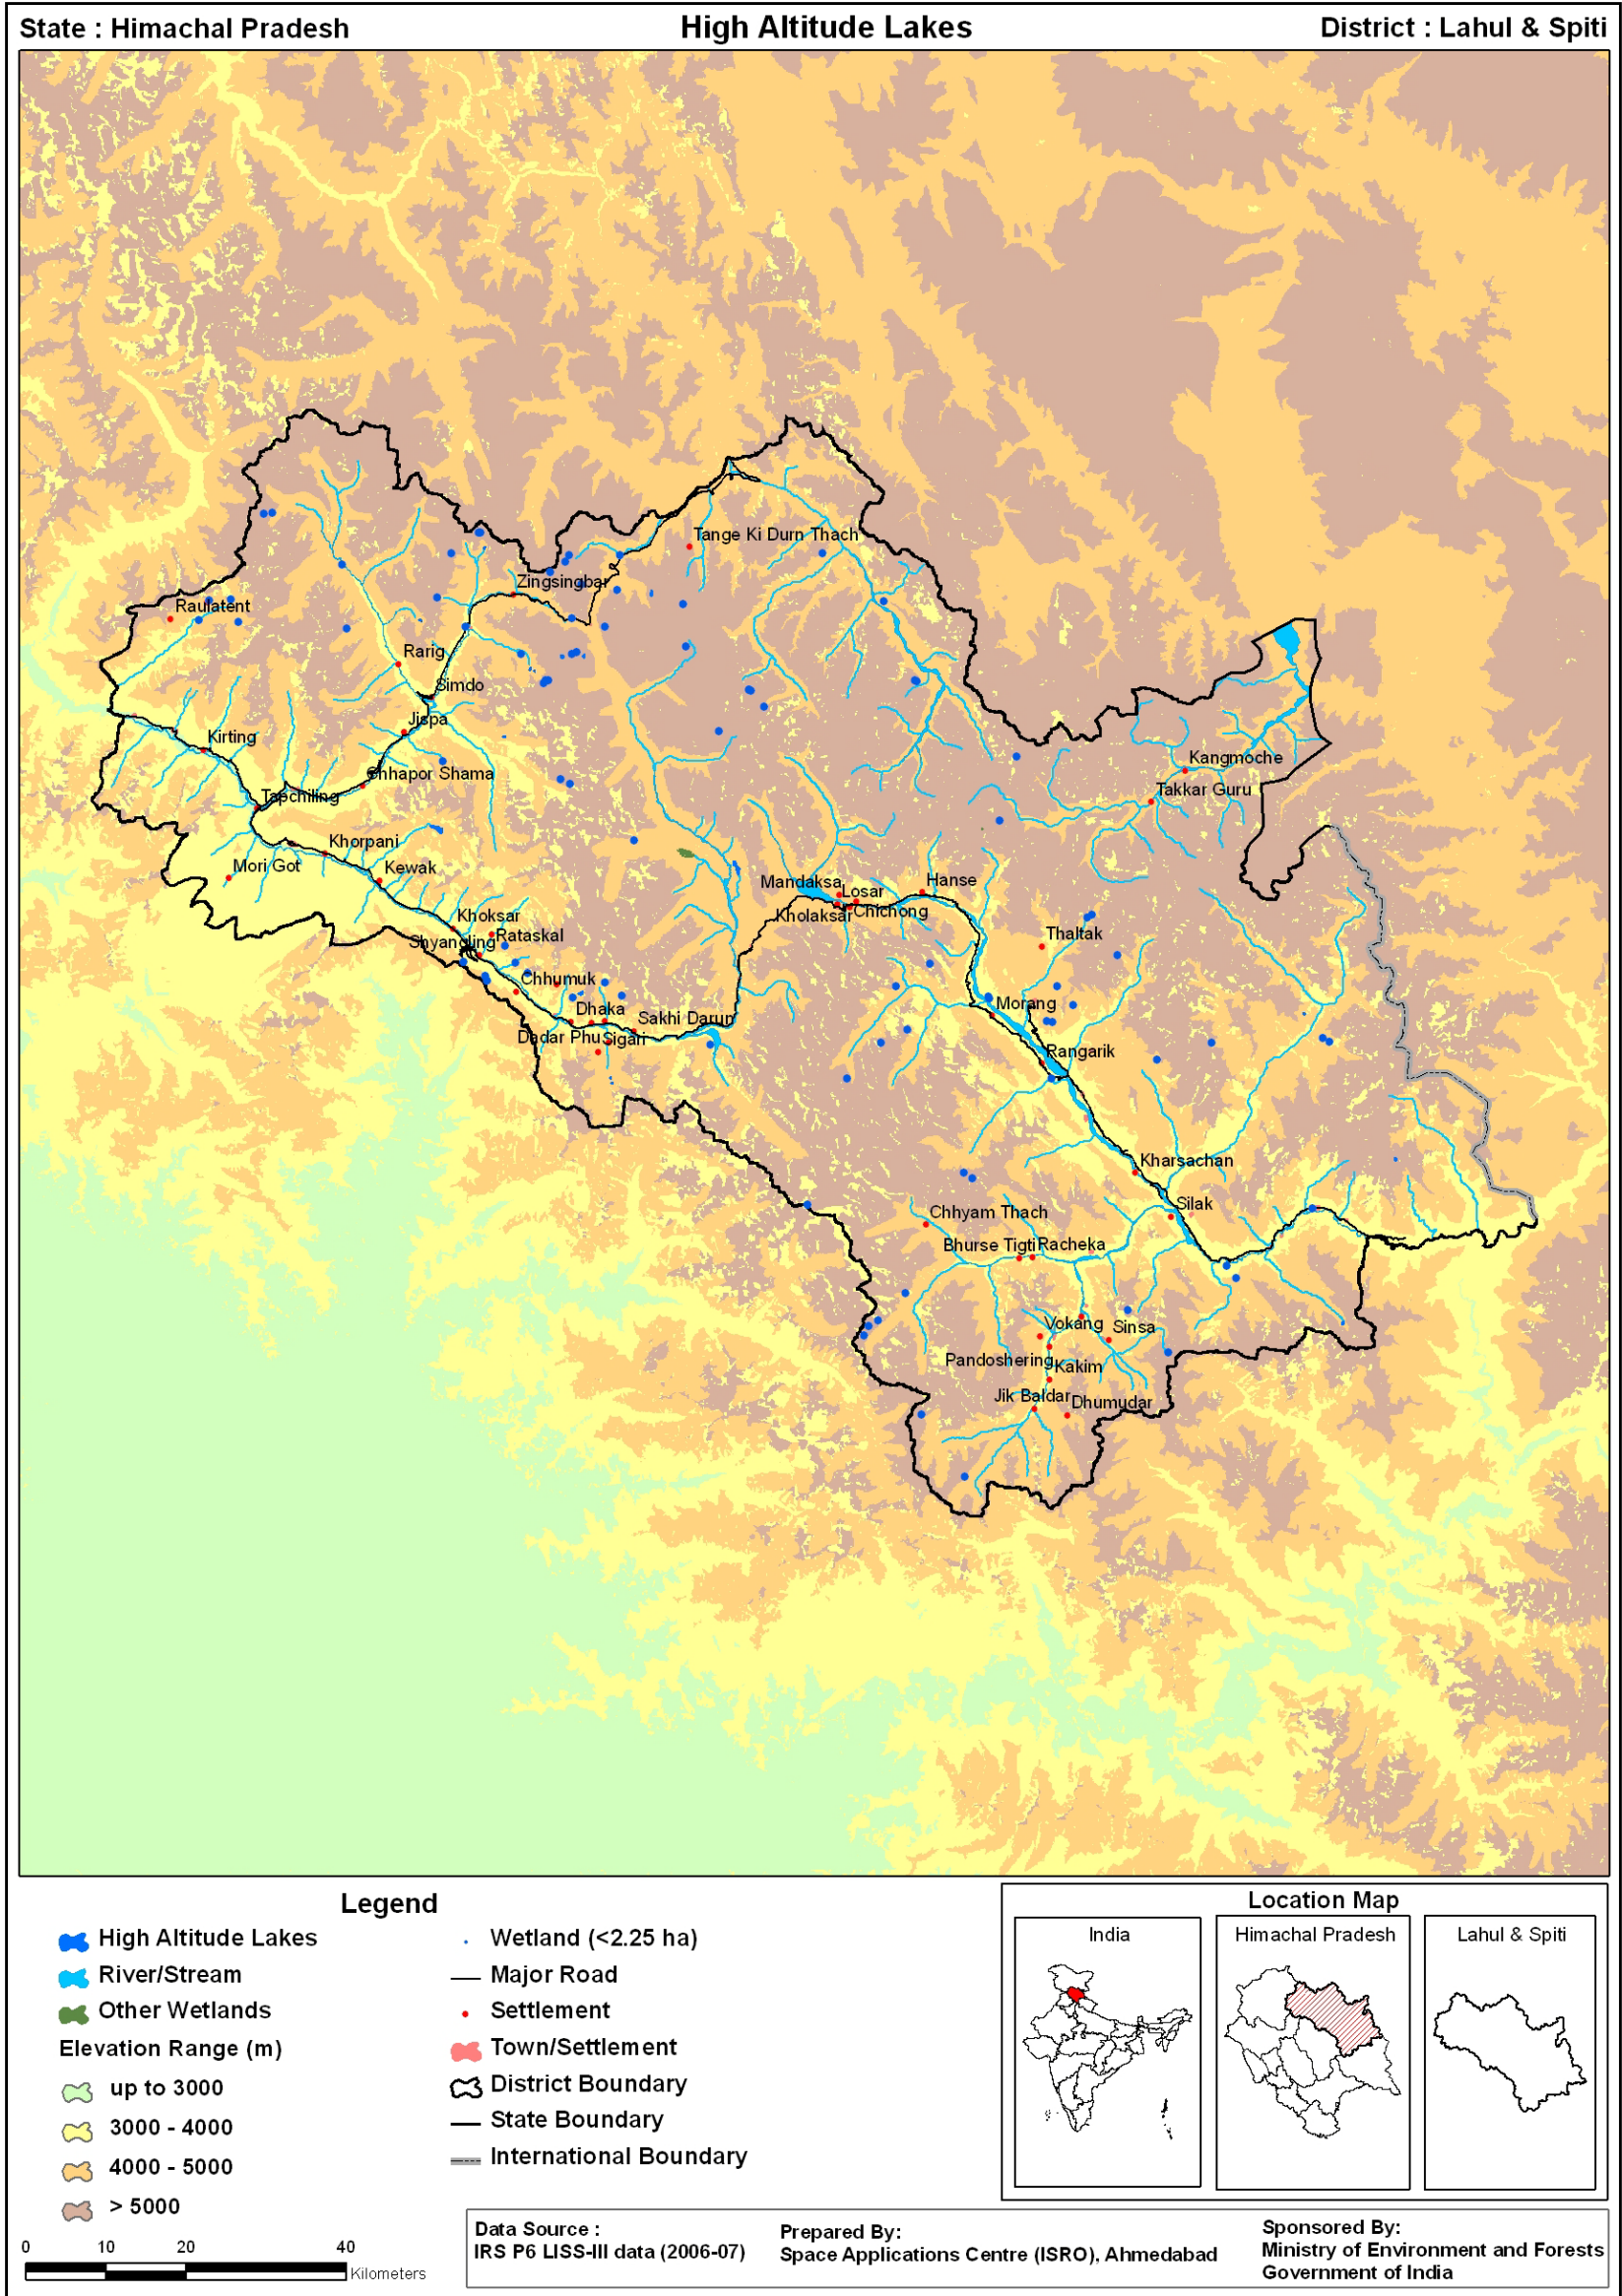 State : Himachal Pradesh
High Altitude Lakes
District : Lahul & Spiti
Tange Ki Durn Thach
Zingsingbar
Raulatent
Rarig
Simdo
Jispa
Kirting
Kangmoche
Chhapor Shama
Takkar Guru
Tapchiling
Khorpani
Mori Got
Kewak
Mandaksa
Losar
Hanse
Kholaksar
Chichong
Khoksar
Shyangling
Rataskal
Thaltak
Chhumuk
Morang
Dhaka
Sakhi Darun
Dadar Phu
Sigari
Rangarik
Kharsachan
Silak
Chhyam Thach
Bhurse Tigti
Racheka
Vokang
Sinsa
Pandoshering
Kakim
Jik Baldar
Dhumudar
Legend
High Altitude Lakes
River/Stream
Other Wetlands
Elevation Range (m)
up to 3000
3000 - 4000
4000 - 5000
> 5000
Wetland (<2.25 ha)
Major Road
Settlement
Town/Settlement
District Boundary
State Boundary
International Boundary
0 10 20 40
Kilometers
Location Map
India
Himachal Pradesh
Lahul & Spiti
Data Source :
IRS P6 LISS-III data (2006-07)
Prepared By:
Space Applications Centre (ISRO), Ahmedabad
Sponsored By:
Ministry of Environment and Forests
Government of India